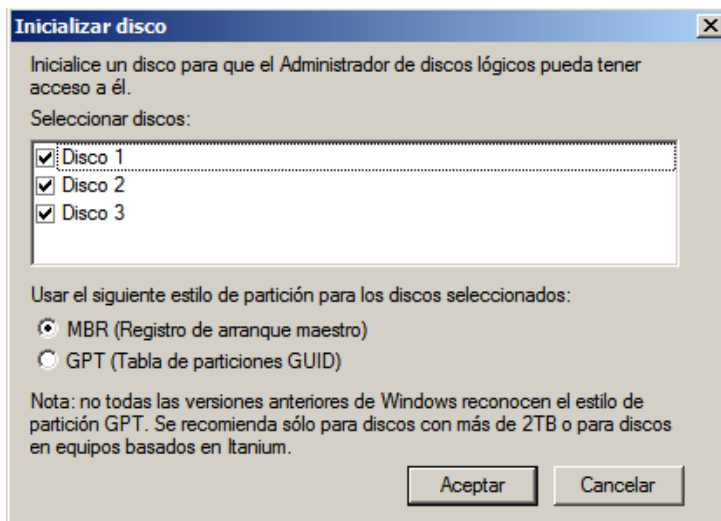 Inicializar disco
Inicialice un disco para que el Administrador de discos lógicos pueda tener
acceso a él.
Seleccionar discos:
Disco 1
Disco 2
Disco 3
Usar el siguiente estilo de partición para los discos seleccionados:
MBR (Registro de arranque maestro)
GPT (Tabla de particiones GUID)
Nota: no todas las versiones anteriores de Windows reconocen el estilo de
partición GPT. Se recomienda sólo para discos con más de 2TB o para discos
en equipos basados en Itanium.
Aceptar Cancelar